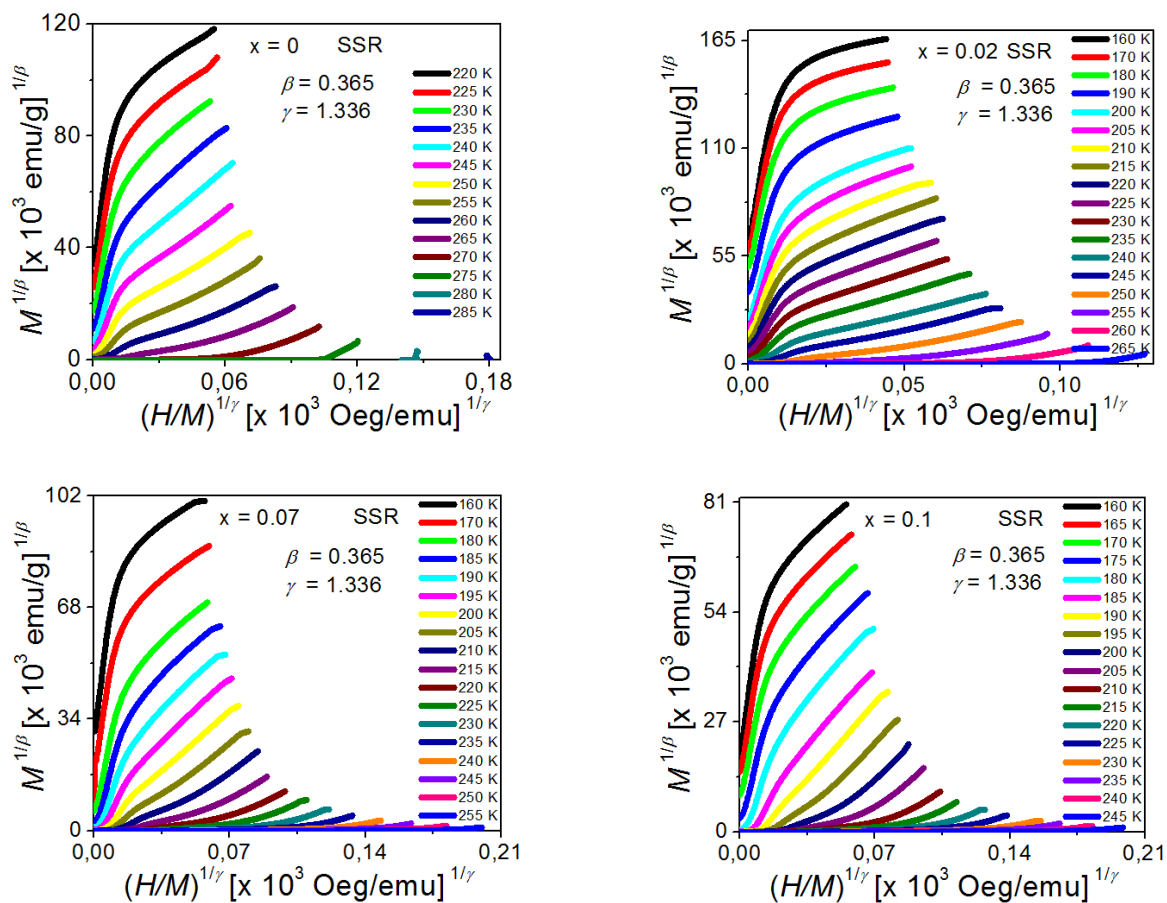 x = 0 SSR
β = 0.365
γ = 1.336
220 K
225 K
230 K
235 K
240 K
245 K
250 K
255 K
260 K
265 K
270 K
275 K
280 K
285 K
120
80
40
0
0,00
0,06
0,12
0,18
M^1/β [x 10^3 emu/g]^1/β
(H/M)^1/γ [x 10^3 Oeg/emu]^1/γ
x = 0.02 SSR
β = 0.365
γ = 1.336
160 K
170 K
180 K
190 K
200 K
205 K
210 K
215 K
220 K
225 K
230 K
235 K
240 K
245 K
250 K
255 K
260 K
265 K
165
110
55
0
0,00
0,05
0,10
M^1/β [x 10^3 emu/g]^1/β
(H/M)^1/γ [x 10^3 Oeg/emu]^1/γ
x = 0.07 SSR
β = 0.365
γ = 1.336
160 K
170 K
180 K
185 K
190 K
195 K
200 K
205 K
210 K
215 K
220 K
225 K
230 K
235 K
240 K
245 K
250 K
255 K
102
68
34
0
0,00
0,07
0,14
0,21
M^1/β [x 10^3 emu/g]^1/β
(H/M)^1/γ [x 10^3 Oeg/emu]^1/γ
x = 0.1 SSR
β = 0.365
γ = 1.336
160 K
165 K
170 K
175 K
180 K
185 K
190 K
195 K
200 K
205 K
210 K
215 K
220 K
225 K
230 K
235 K
240 K
245 K
81
54
27
0
0,00
0,07
0,14
0,21
M^1/β [x 10^3 emu/g]^1/β
(H/M)^1/γ [x 10^3 Oeg/emu]^1/γ